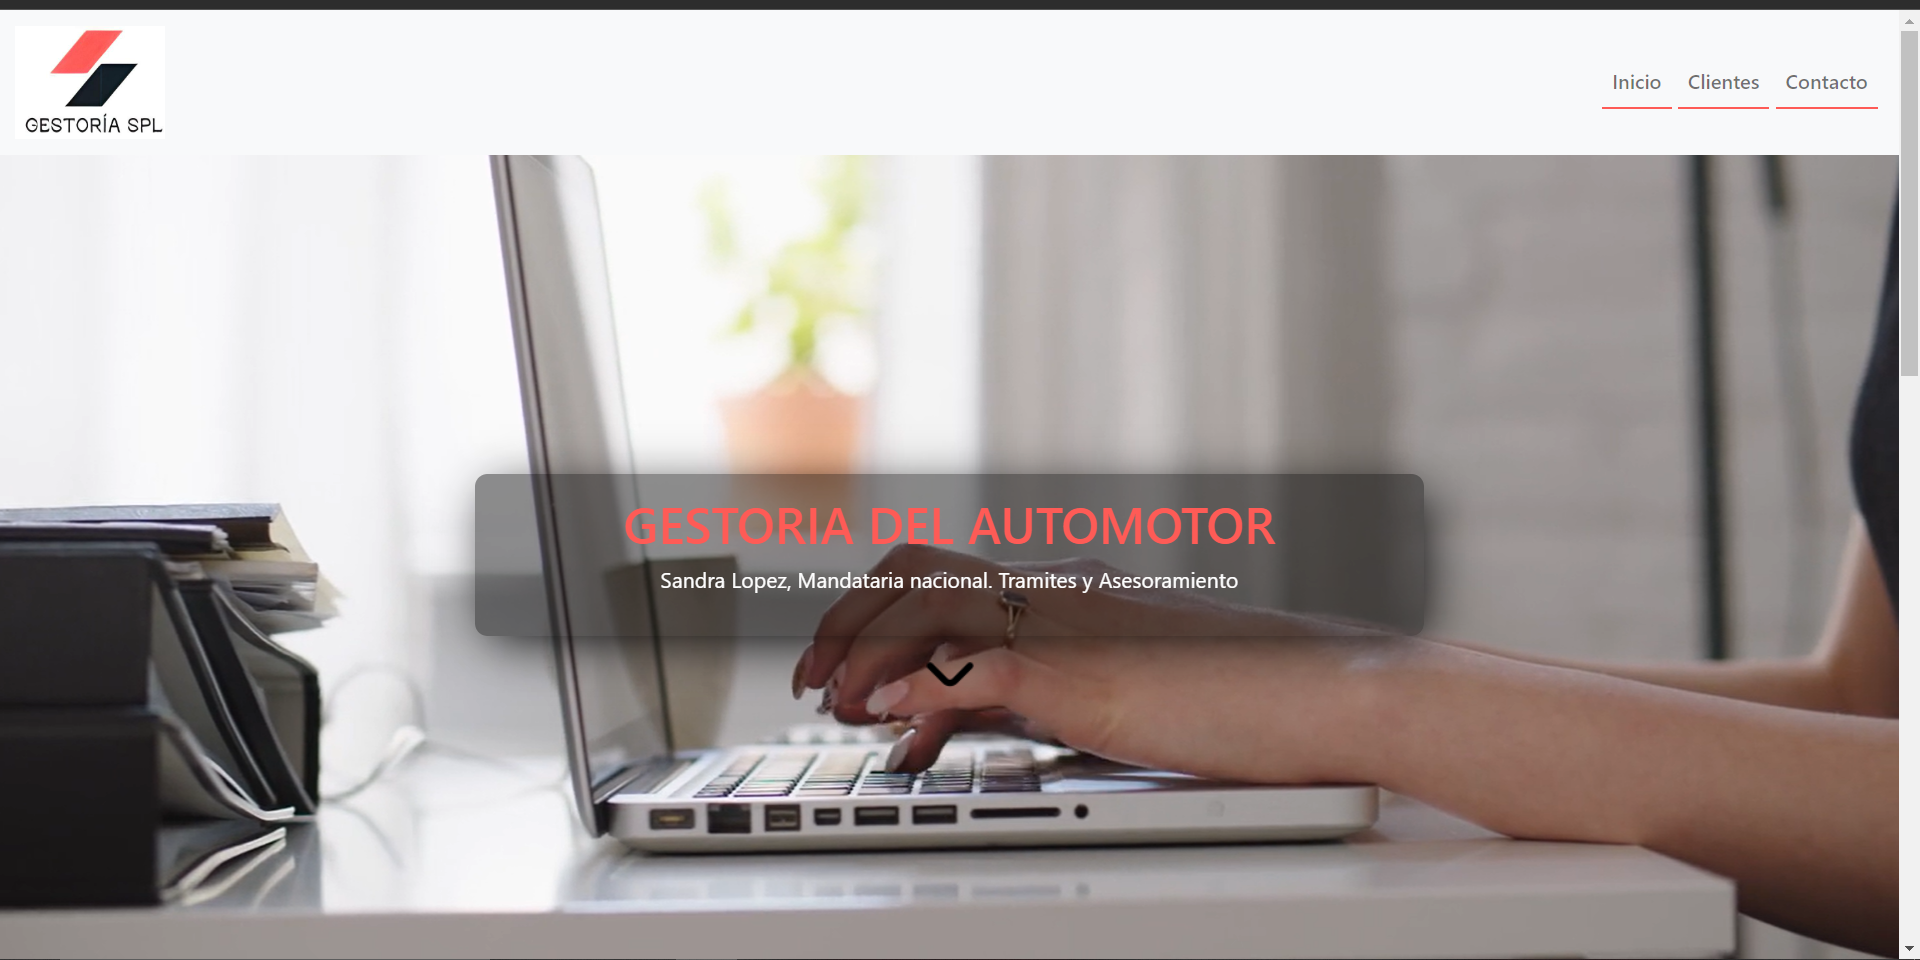 GESTORÍA SPL
Inicio Clientes Contacto
GESTORIA DEL AUTOMOTOR
Sandra Lopez, Mandataria nacional. Tramites y Asesoramiento